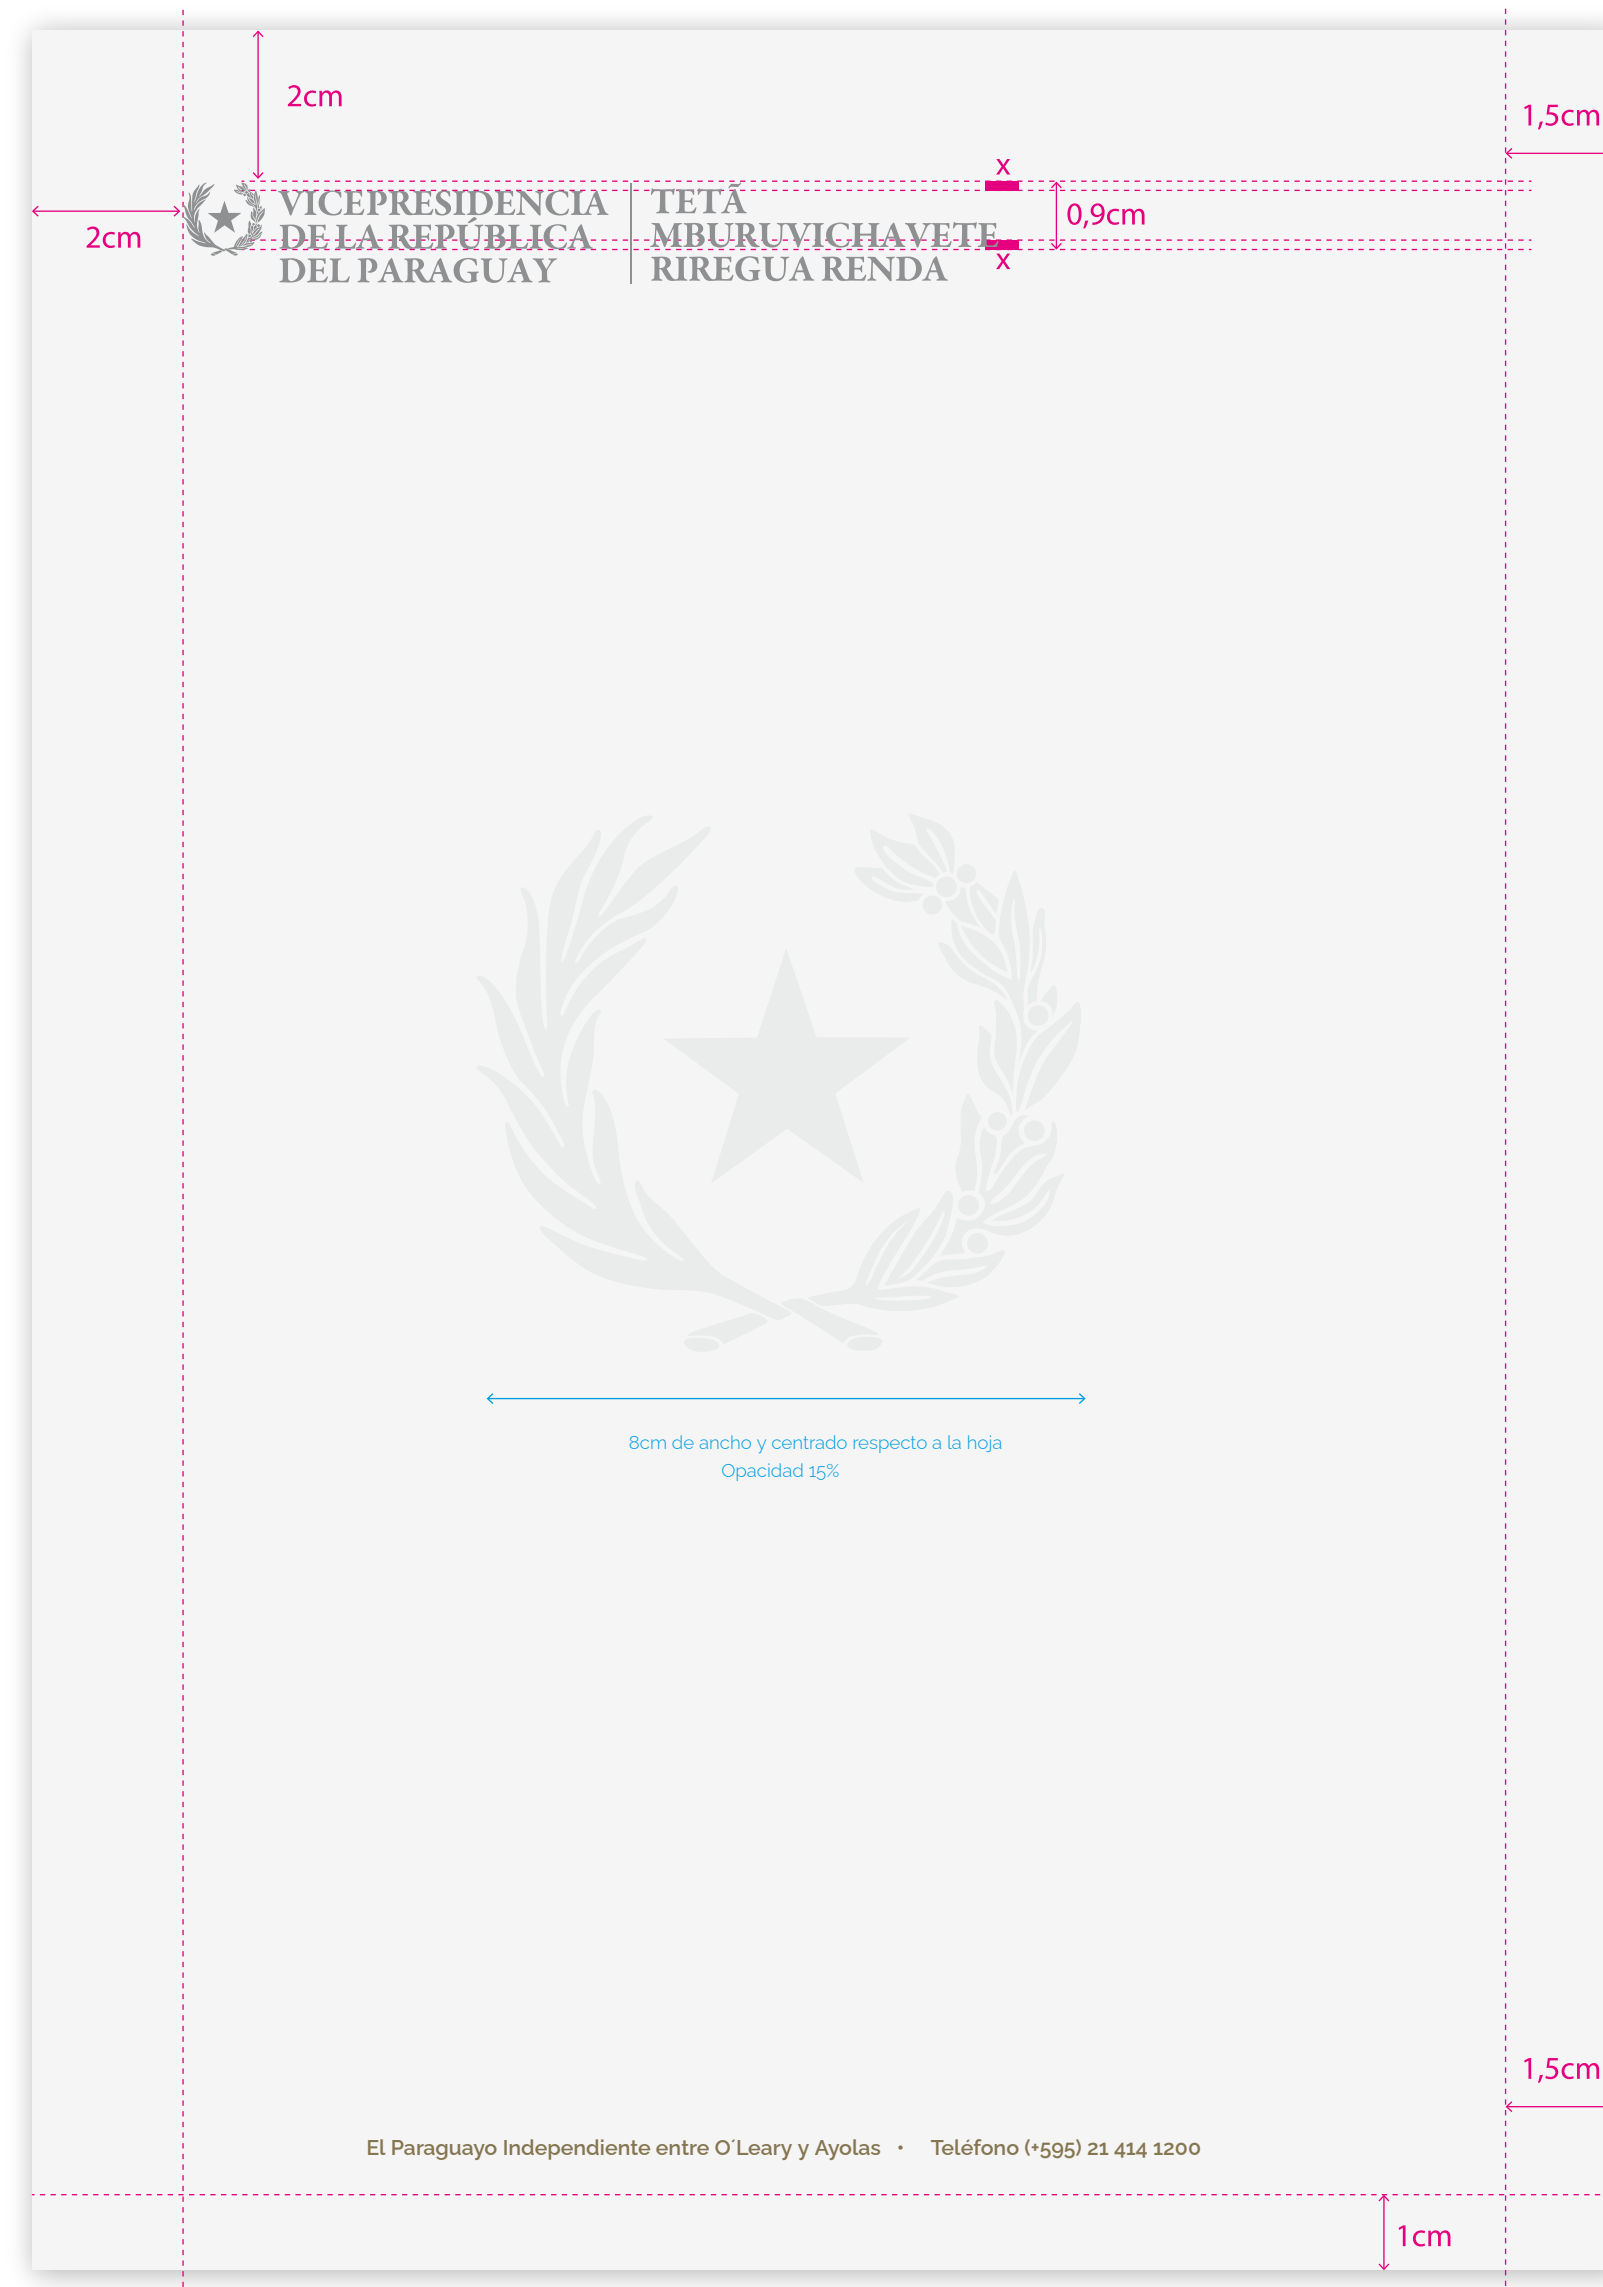 2cm
1,5cm
x
2cm
VICEPRESIDENCIA
DE LA REPÚBLICA
DEL PARAGUAY
TETÃ
MBURUVICHAVETE
RIREGUA RENDA
0,9cm
x
8cm de ancho y centrado respecto a la hoja
Opacidad 15%
1,5cm
El Paraguayo Independiente entre O´Leary y Ayolas • Teléfono (+595) 21 414 1200
1cm